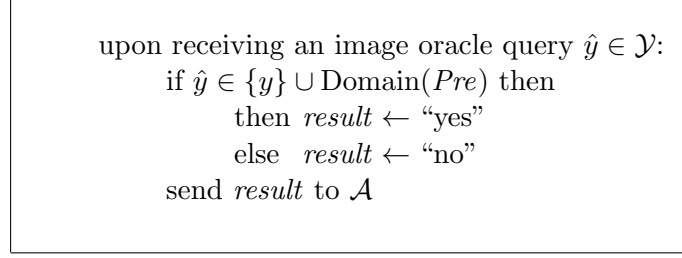 upon receiving an image oracle query ŷ ∈ 𝒴:
if ŷ ∈ {y} ∪ Domain(Pre) then
then result ← “yes”
else result ← “no”
send result to 𝒜